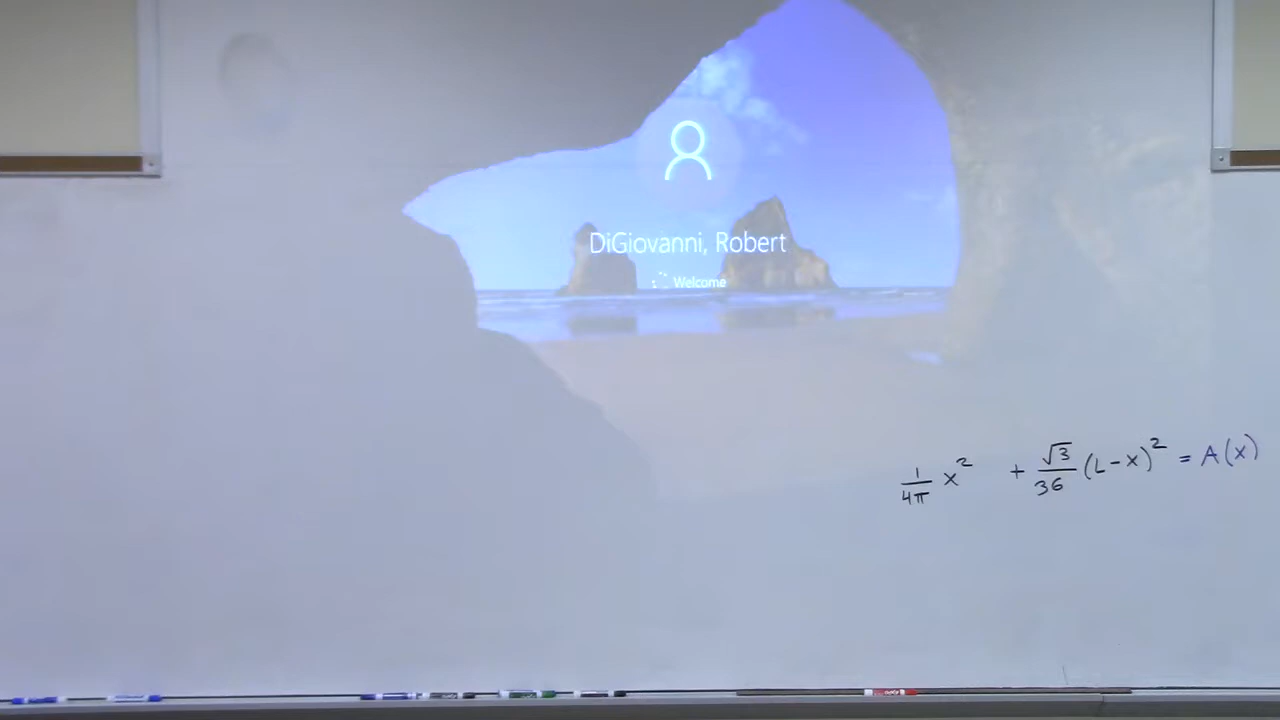 DiGiovanni, Robert
Welcome
1/4π x² + √3/36 (L-x)² = A(x)